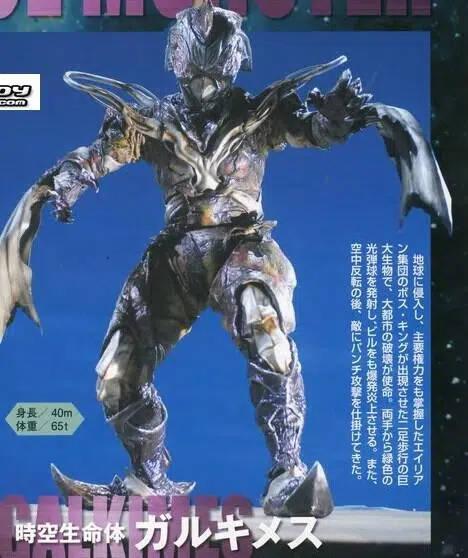 MONSTER
OY
.COM
地球に侵入し、主要権力をも掌握したエイリア
ン集団のボス・キングが出現させた二足歩行の巨
大生物で、大都市の破壊が使命。両手から緑色の
光弾球を発射し、ビルをも爆発炎上させる。また、
空中反転の後、敵にパンチ攻撃を仕掛けてきた。
身長／40m
体重／65t
GALKIMES
時空生命体 ガルキメス